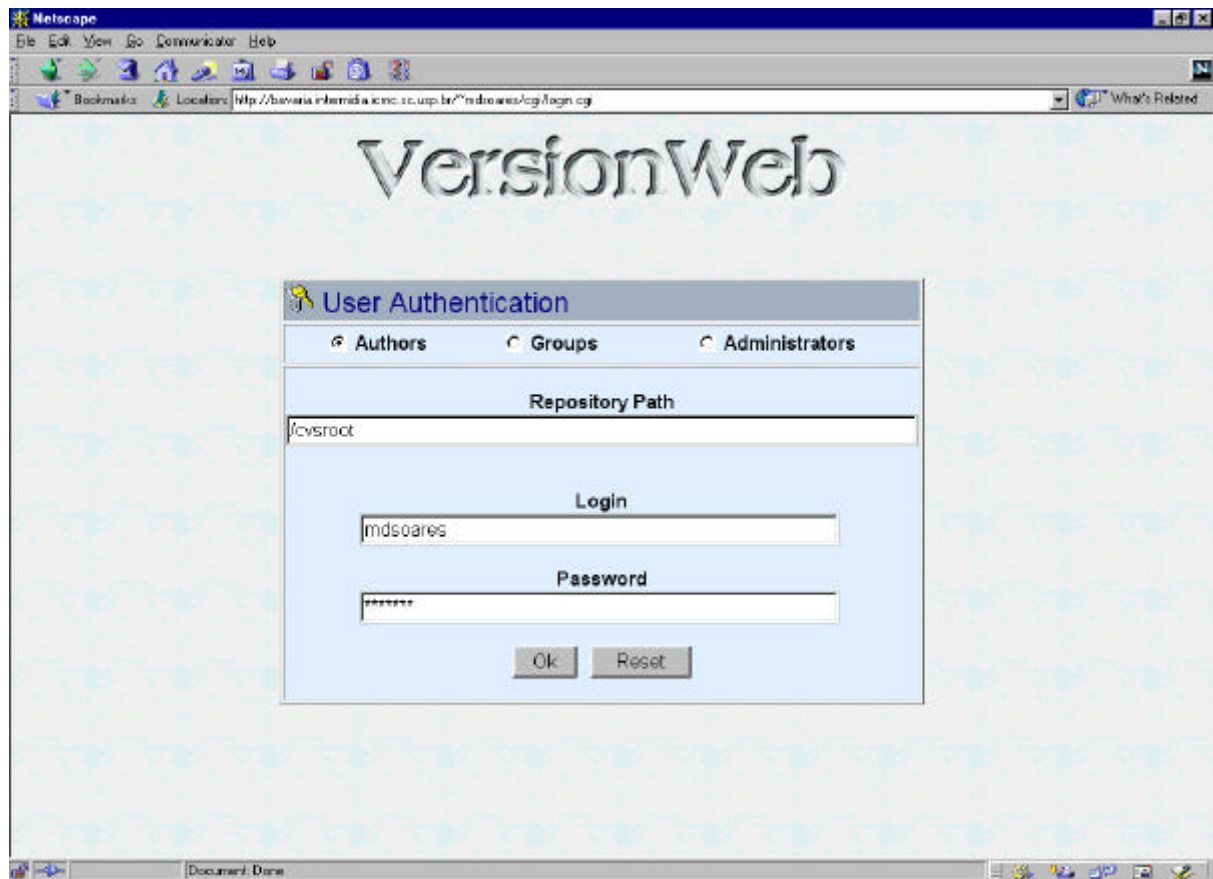 Netscape
File Edit View Go Communicator Help
Bookmarks Location: http://bavaria.intermidia.icmc.sc.usp.br/~mdsoares/cgi/login.cgi What's Related
VersionWeb
User Authentication
Authors Groups Administrators
Repository Path
/cvsroot
Login
mdsoares
Password
*******
Ok Reset
Document: Done